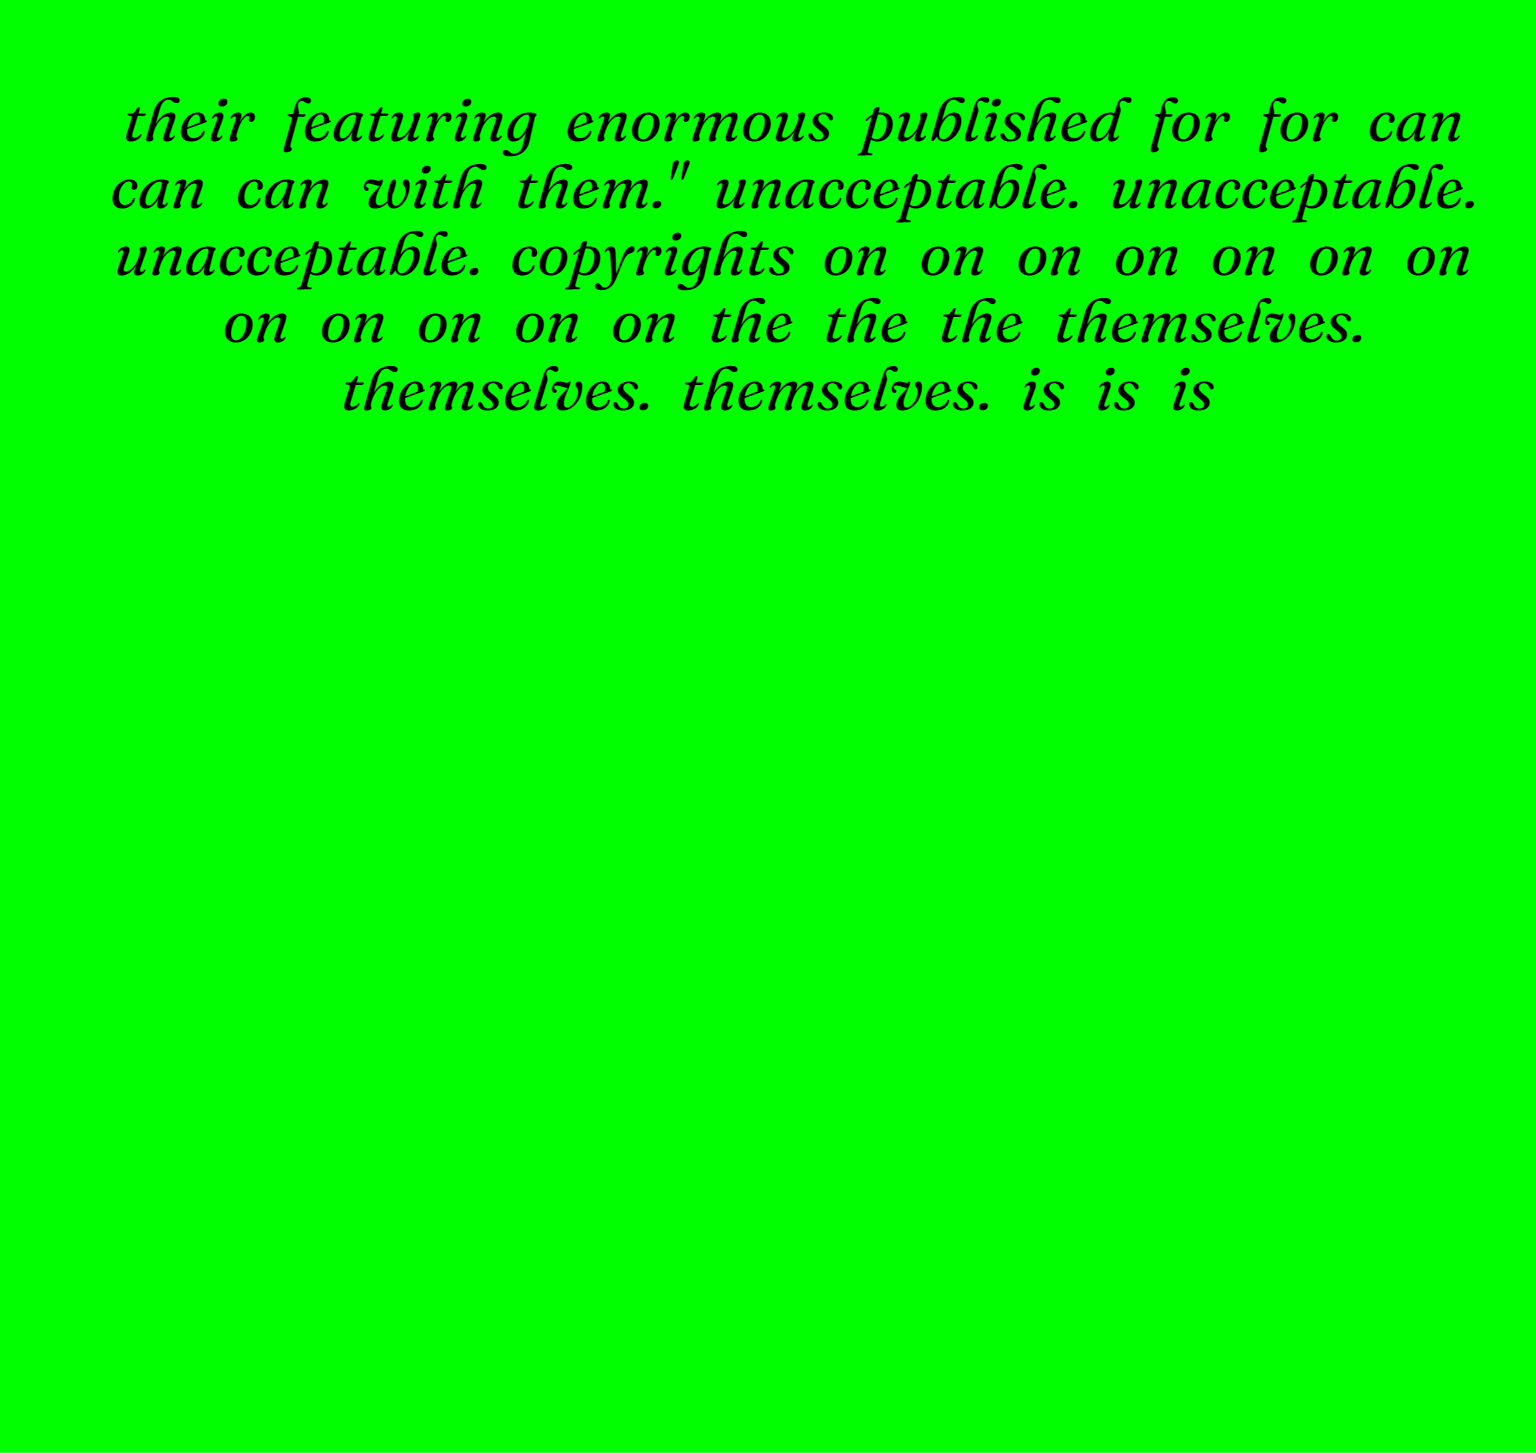 their featuring enormous published for for can
can can with them." unacceptable. unacceptable.
unacceptable. copyrights on on on on on on on
on on on on on the the the themselves.
themselves. themselves. is is is